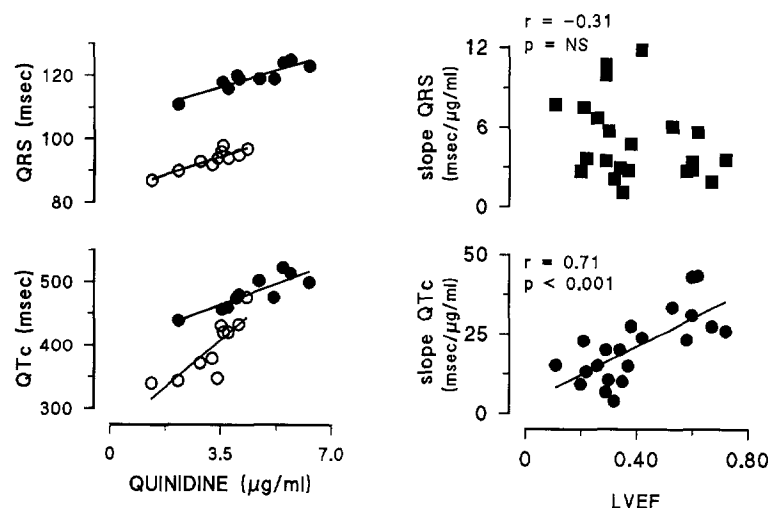 QRS (msec)
120
100
80
QTc (msec)
500
400
300
0
3.5
7.0
QUINIDINE (μg/ml)
r = -0.31
p = NS
slope QRS
(msec/μg/ml)
12
6
0
r = 0.71
p < 0.001
slope QTc
(msec/μg/ml)
50
25
0
0
0.40
0.80
LVEF